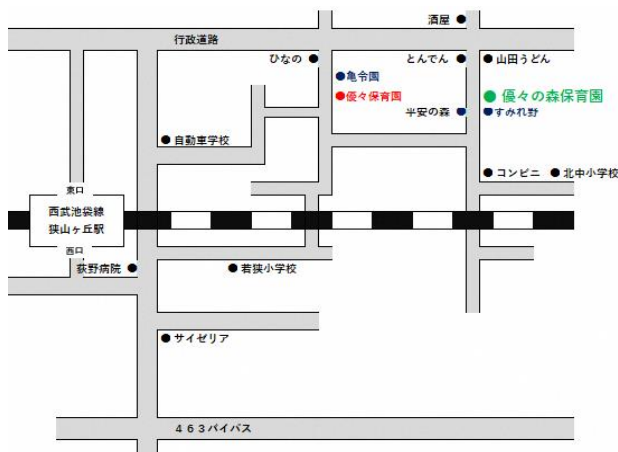 酒屋
行政道路
ひなの
とんでん
山田うどん
亀令園
優々保育園
優々の森保育園
半安の森
すみれ野
自動車学校
コンビニ
北中小学校
東口
西武池袋線
狭山ヶ丘駅
西口
荻野病院
若狭小学校
サイゼリア
463バイパス